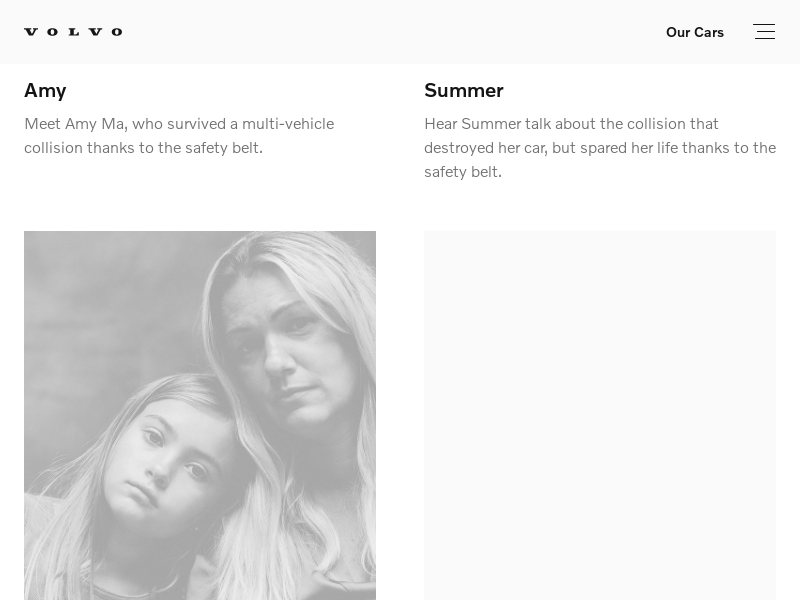 VOLVO
Our Cars
Amy
Meet Amy Ma, who survived a multi-vehicle
collision thanks to the safety belt.
Summer
Hear Summer talk about the collision that
destroyed her car, but spared her life thanks to the
safety belt.